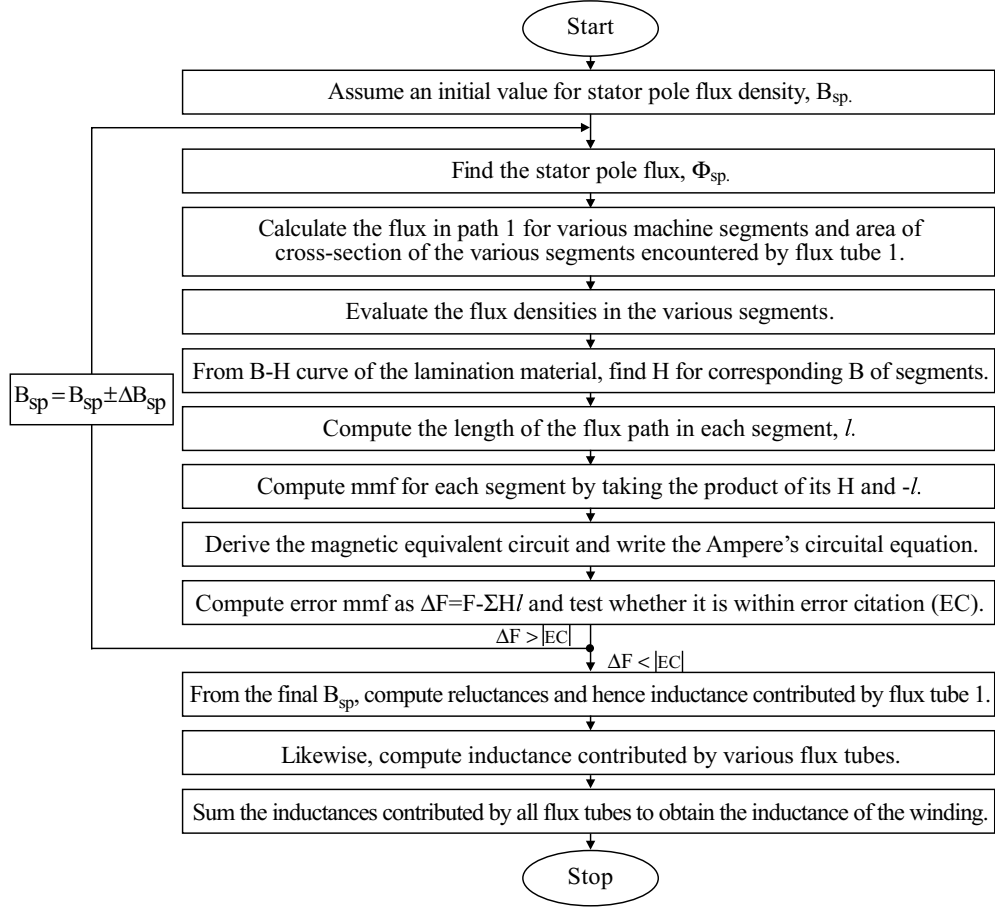 Start
Assume an initial value for stator pole flux density, Bsp.
Find the stator pole flux, Φsp.
Calculate the flux in path 1 for various machine segments and area of
cross-section of the various segments encountered by flux tube 1.
Evaluate the flux densities in the various segments.
From B-H curve of the lamination material, find H for corresponding B of segments.
Bsp=Bsp±ΔBsp
Compute the length of the flux path in each segment, l.
Compute mmf for each segment by taking the product of its H and -l.
Derive the magnetic equivalent circuit and write the Ampere’s circuital equation.
Compute error mmf as ΔF=F-ΣHl and test whether it is within error citation (EC).
ΔF > |EC|
ΔF < |EC|
From the final Bsp, compute reluctances and hence inductance contributed by flux tube 1.
Likewise, compute inductance contributed by various flux tubes.
Sum the inductances contributed by all flux tubes to obtain the inductance of the winding.
Stop